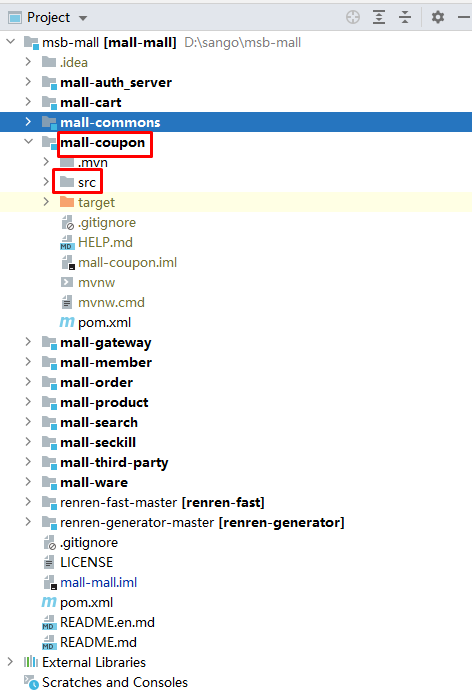 Project
msb-mall [mall-mall] D:\sango\msb-mall
.idea
mall-auth_server
mall-cart
mall-commons
mall-coupon
.mvn
src
target
.gitignore
HELP.md
mall-coupon.iml
mvnw
mvnw.cmd
pom.xml
mall-gateway
mall-member
mall-order
mall-product
mall-search
mall-seckill
mall-third-party
mall-ware
renren-fast-master [renren-fast]
renren-generator-master [renren-generator]
.gitignore
LICENSE
mall-mall.iml
pom.xml
README.en.md
README.md
External Libraries
Scratches and Consoles